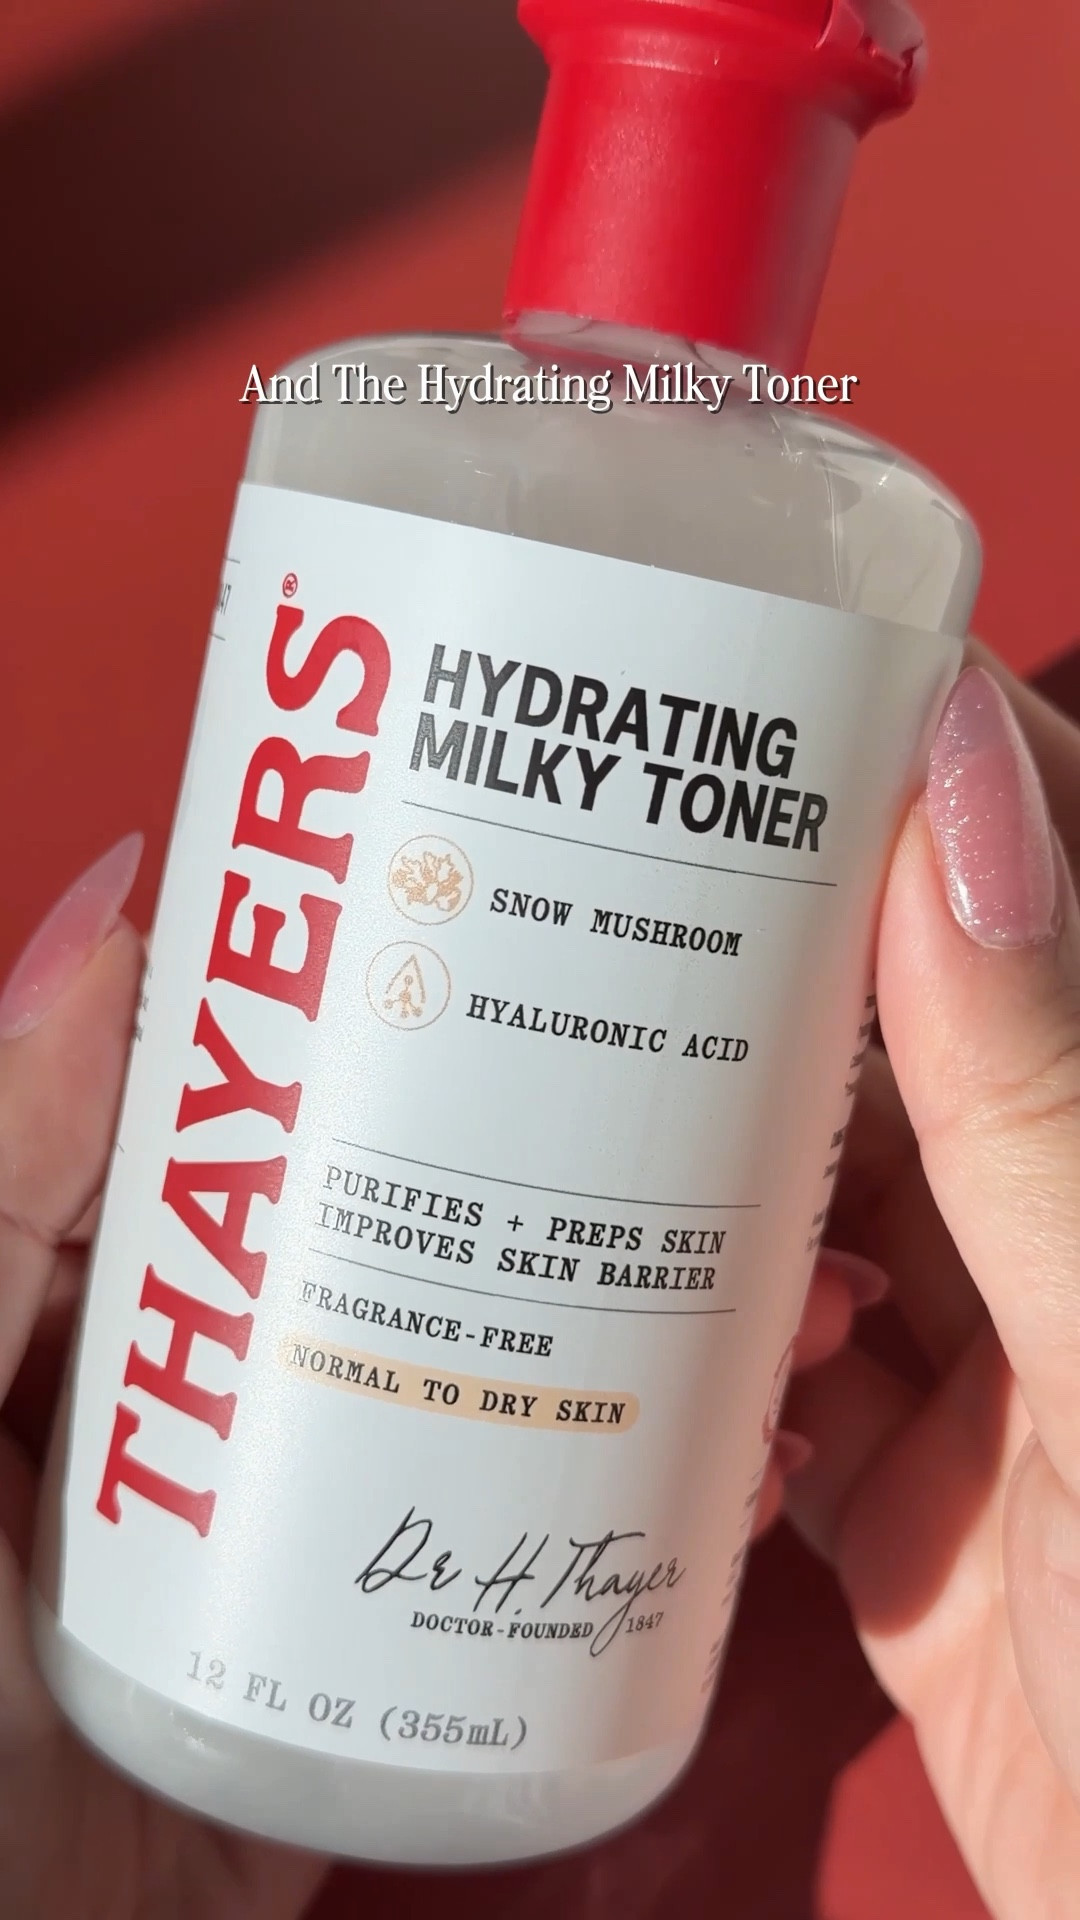 And The Hydrating Milky Toner
THAYERS®
HYDRATING
MILKY TONER
SNOW MUSHROOM
HYALURONIC ACID
PURIFIES + PREPS SKIN
IMPROVES SKIN BARRIER
FRAGRANCE-FREE
NORMAL TO DRY SKIN
Dr H. Thayer
DOCTOR-FOUNDED 1847
12 FL OZ (355mL)